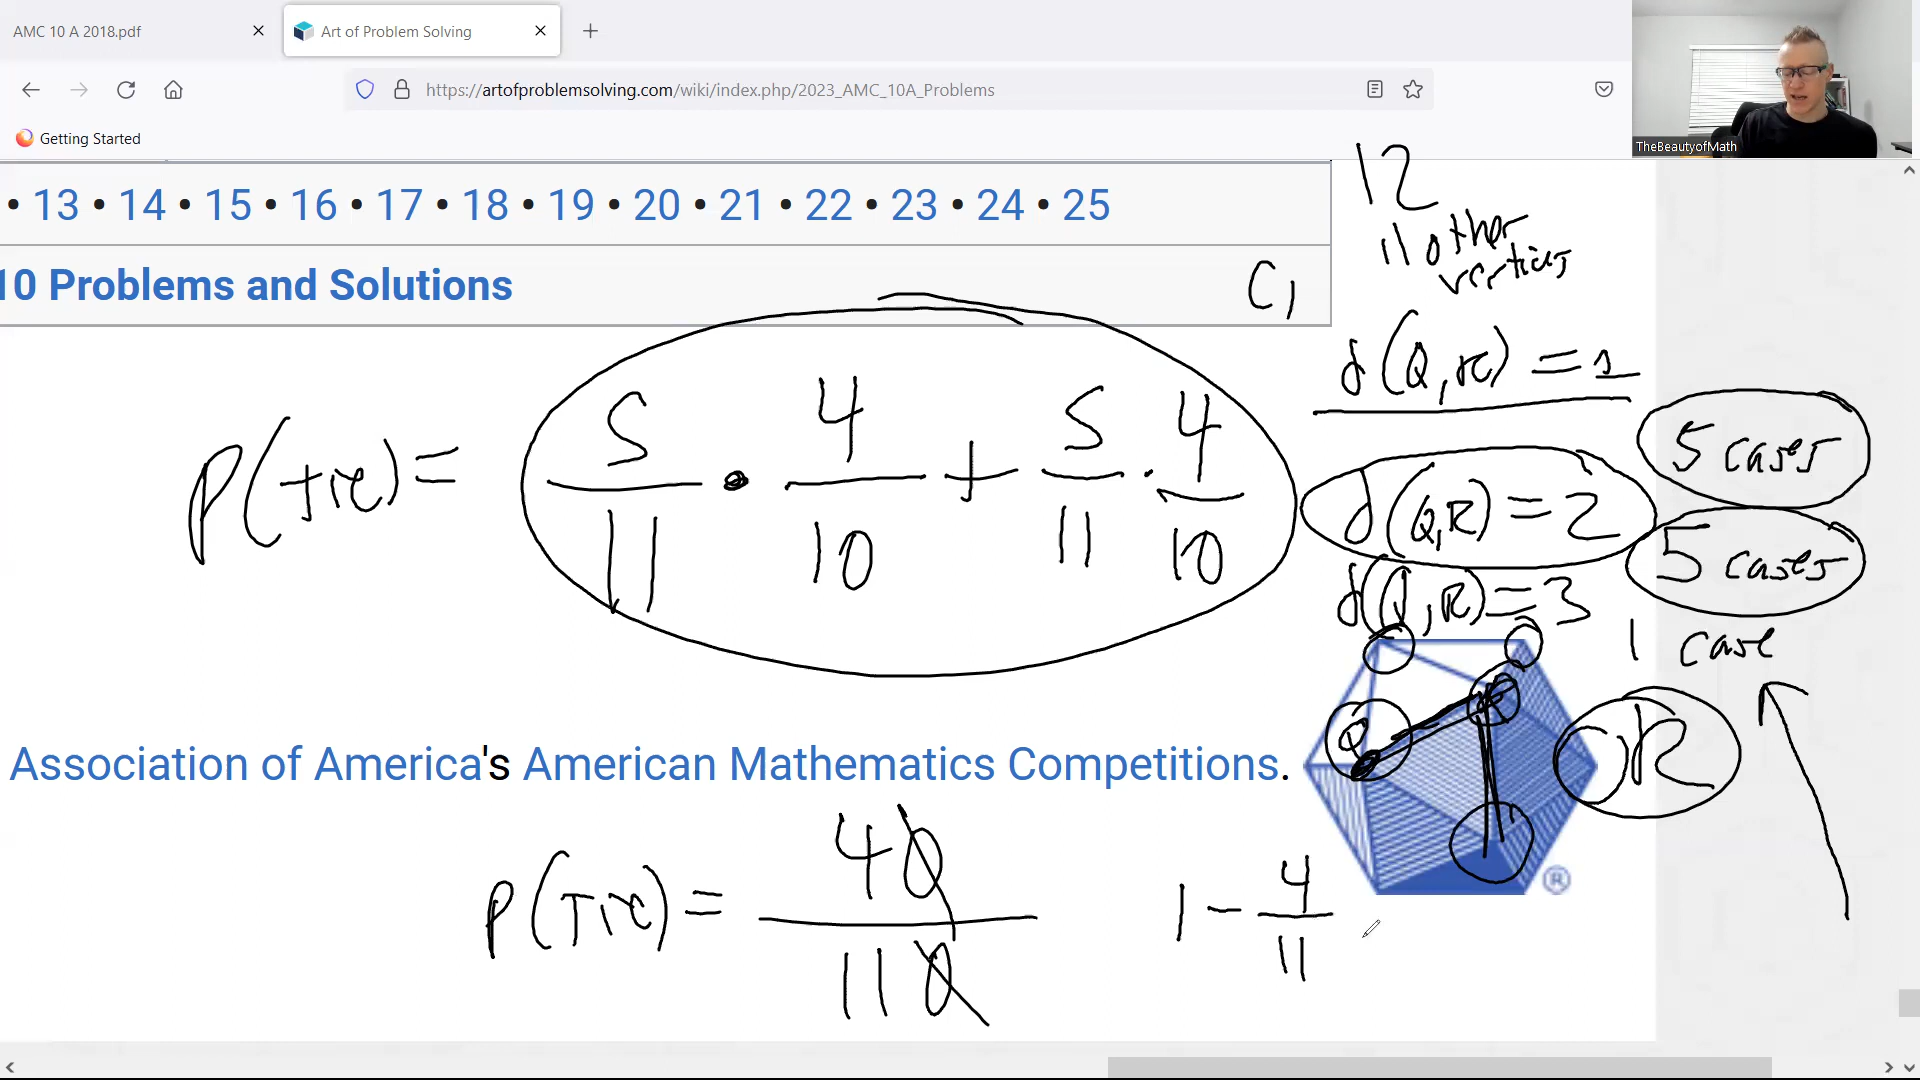 AMC 10 A 2018.pdf
Art of Problem Solving
https://artofproblemsolving.com/wiki/index.php/2023_AMC_10A_Problems
Getting Started
TheBeautyofMath
• 13 • 14 • 15 • 16 • 17 • 18 • 19 • 20 • 21 • 22 • 23 • 24 • 25
10 Problems and Solutions
C1
12
11 other
vertices
d(Q,R) = 1
5 cases
d(Q,R) = 2
5 cases
d(Q,R) = 3
1 case
P(tie) = 5/11 • 4/10 + 5/11 · 4/10
Q
R
Association of America's American Mathematics Competitions.
®
P(Tie) = 40/110
1 - 4/11